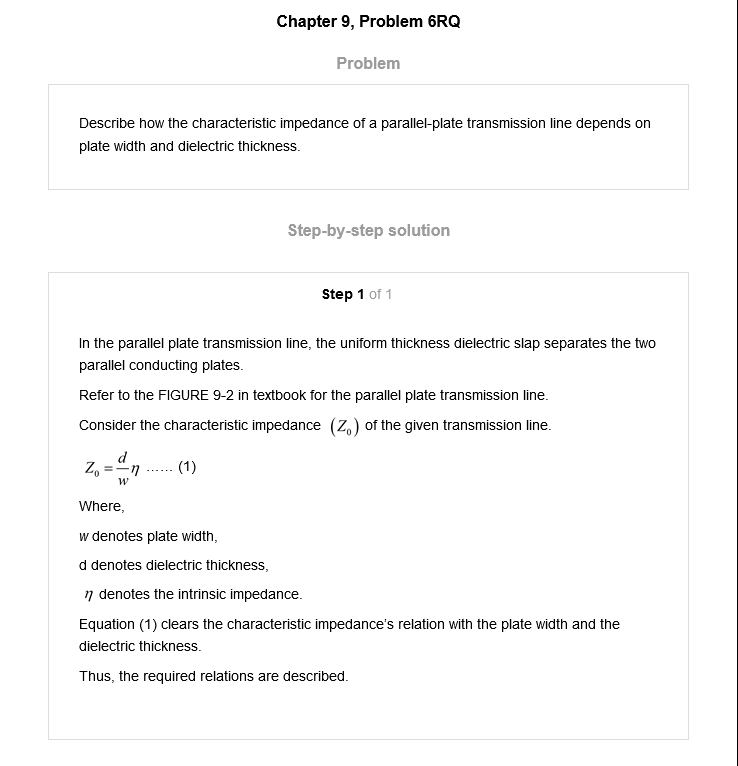 Chapter 9, Problem 6RQ
Problem
Describe how the characteristic impedance of a parallel-plate transmission line depends on
plate width and dielectric thickness.
Step-by-step solution
Step 1 of 1
In the parallel plate transmission line, the uniform thickness dielectric slap separates the two
parallel conducting plates.
Refer to the FIGURE 9-2 in textbook for the parallel plate transmission line.
Consider the characteristic impedance (Z₀) of the given transmission line.
Z₀ = d/w η ...... (1)
Where,
w denotes plate width,
d denotes dielectric thickness,
η denotes the intrinsic impedance.
Equation (1) clears the characteristic impedance's relation with the plate width and the
dielectric thickness.
Thus, the required relations are described.